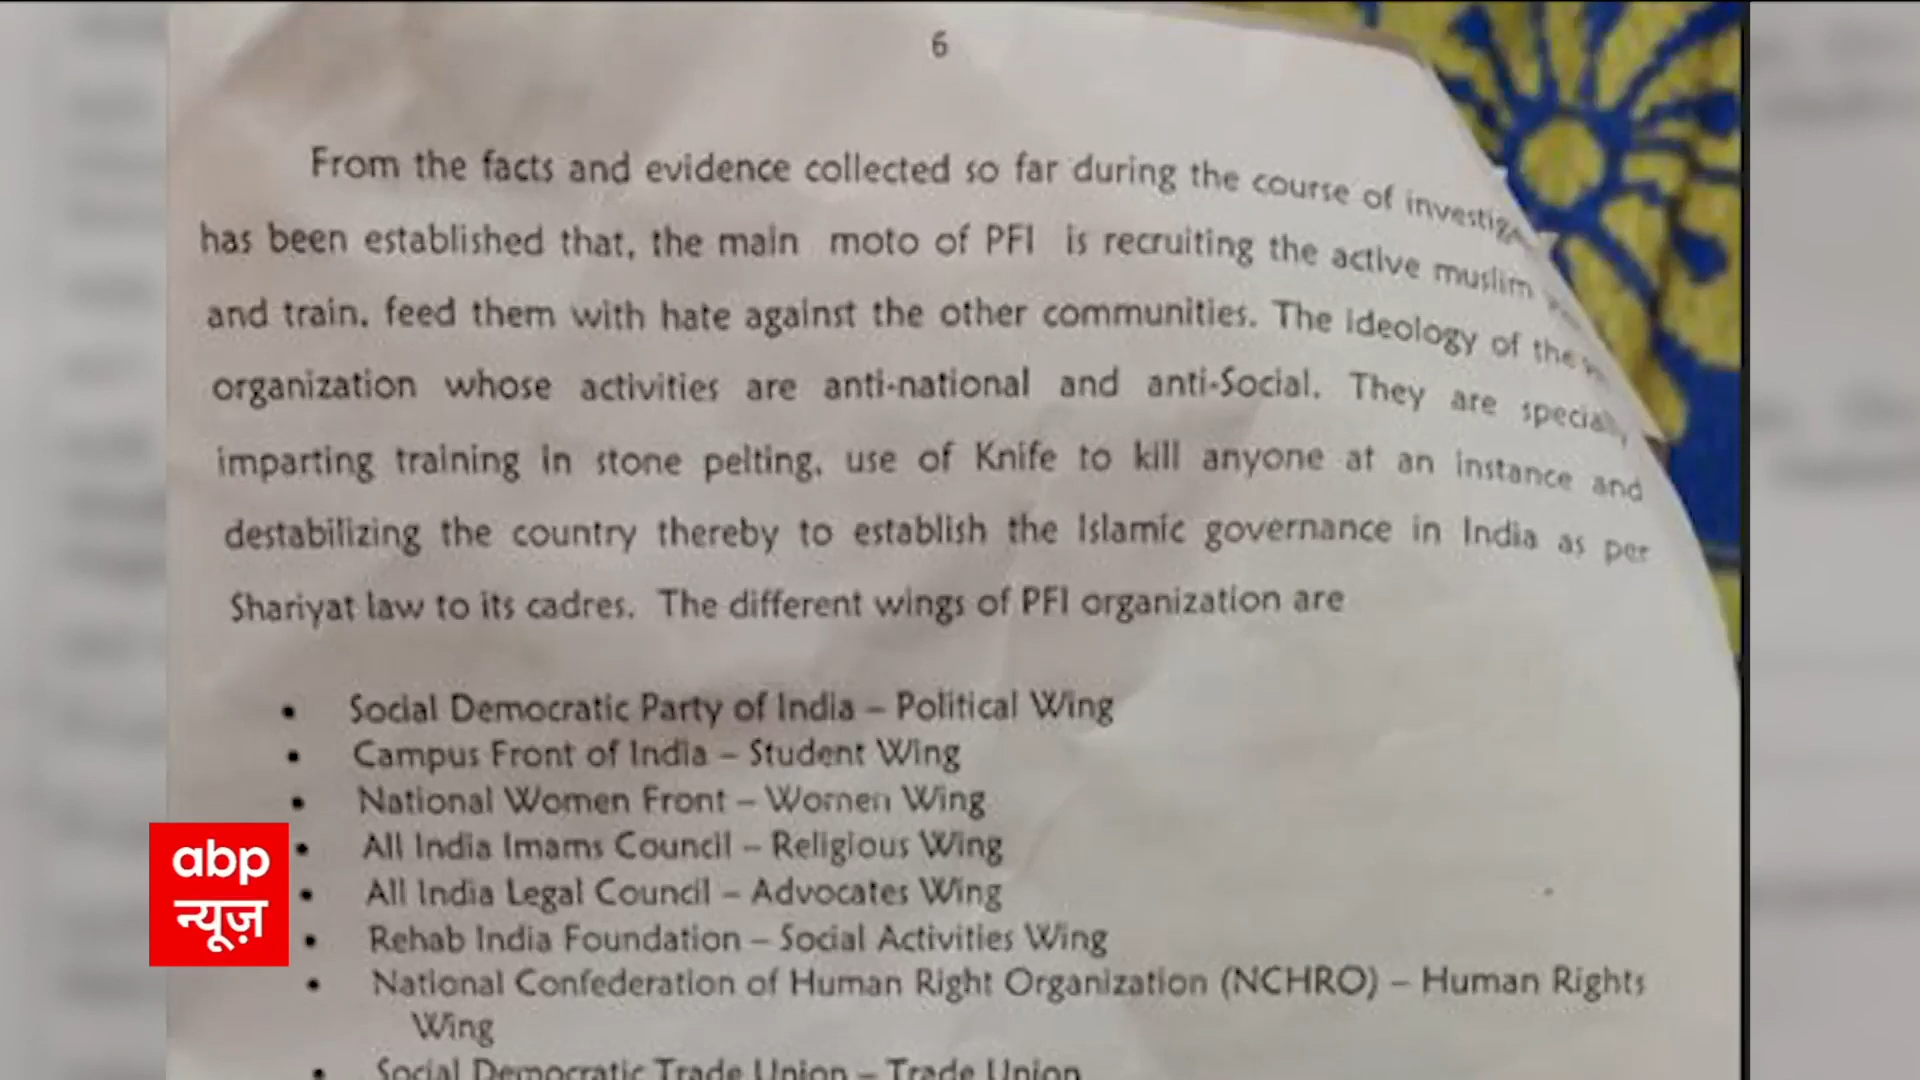 6
From the facts and evidence collected so far during the course of
has been established that, the main moto of PFI is recruiting the active muslim
and train, feed them with hate against the other communities. The ideology of the
organization whose activities are anti-national and anti-Social. They are specially
imparting training in stone pelting, use of Knife to kill anyone at an instance and
destabilizing the country thereby to establish the Islamic governance in India as per
Shariyat law to its cadres. The different wings of PFI organization are
• Social Democratic Party of India – Political Wing
• Campus Front of India – Student Wing
• National Women Front – Women Wing
• All India Imams Council – Religious Wing
• All India Legal Council – Advocates Wing
• Rehab India Foundation – Social Activities Wing
• National Confederation of Human Right Organization (NCHRO) – Human Rights
Wing
• Social Democratic Trade Union – Trade Union
abp
न्यूज़